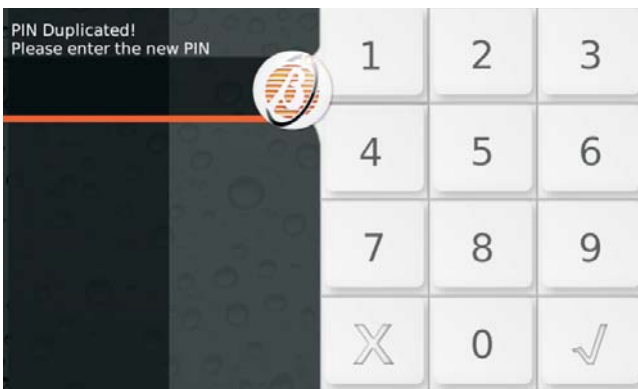 PIN Duplicated!
Please enter the new PIN
1 2 3
4 5 6
7 8 9
X 0 √